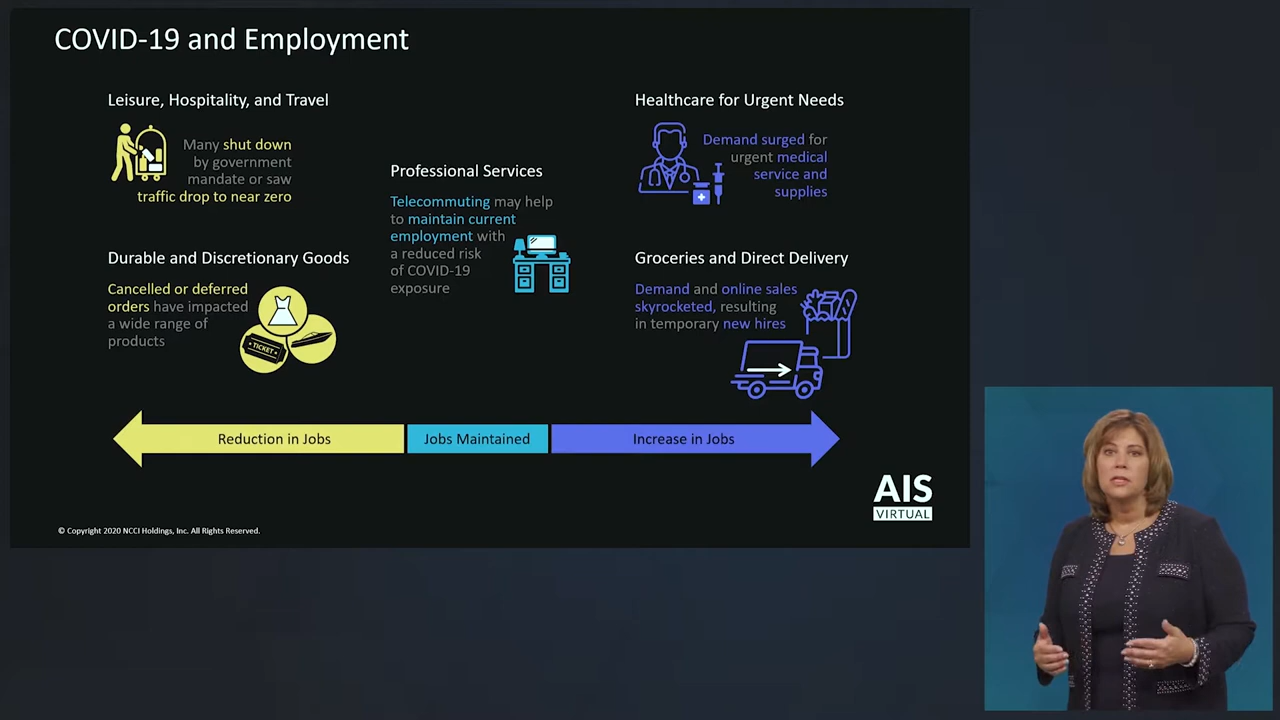 COVID-19 and Employment
Leisure, Hospitality, and Travel
Many shut down
by government
mandate or saw
traffic drop to near zero
Durable and Discretionary Goods
Cancelled or deferred
orders have impacted
a wide range of
products
TICKET
Professional Services
Telecommuting may help
to maintain current
employment with
a reduced risk
of COVID-19
exposure
Healthcare for Urgent Needs
Demand surged for
urgent medical
service and
supplies
Groceries and Direct Delivery
Demand and online sales
skyrocketed, resulting
in temporary new hires
Reduction in Jobs
Jobs Maintained
Increase in Jobs
AIS
VIRTUAL
© Copyright 2020 NCCI Holdings, Inc. All Rights Reserved.